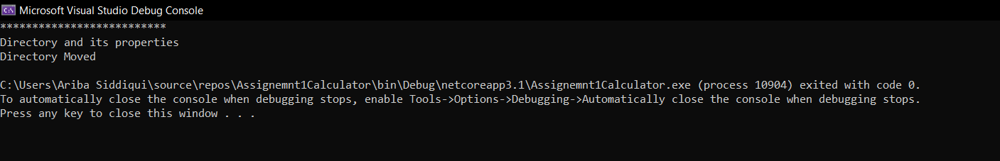 C:\ Microsoft Visual Studio Debug Console
**************************
Directory and its properties
Directory Moved
C:\Users\Ariba Siddiqui\source\repos\Assignemnt1Calculator\bin\Debug\netcoreapp3.1\Assignemnt1Calculator.exe (process 10904) exited with code 0.
To automatically close the console when debugging stops, enable Tools->Options->Debugging->Automatically close the console when debugging stops.
Press any key to close this window . . .